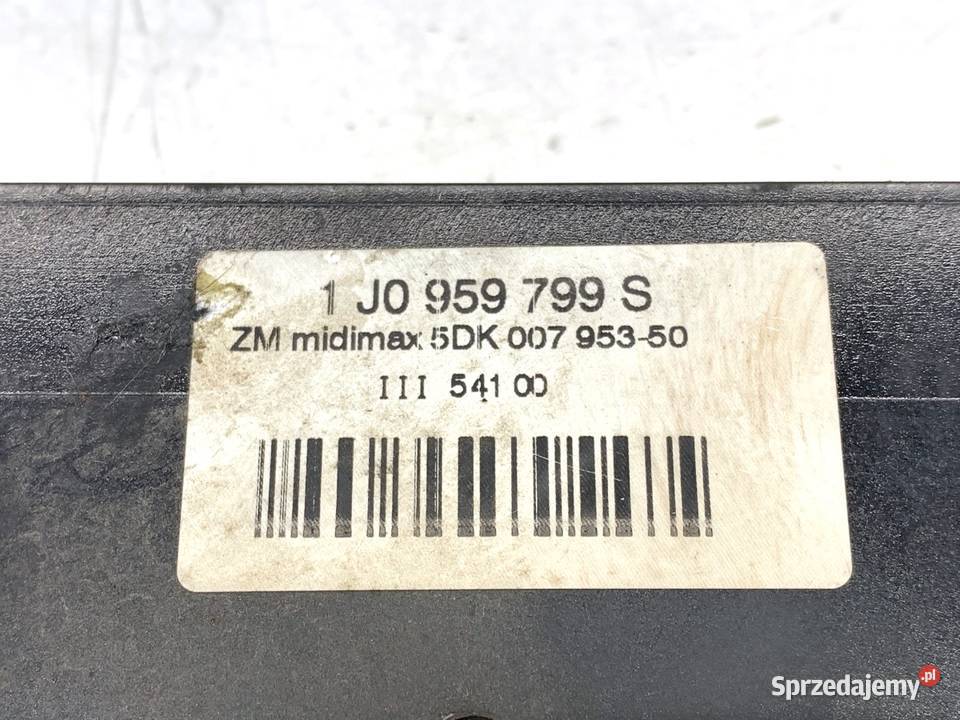 1 J0 959 799 S
ZM midimax 5DK 007 953-50
III 541 00
Sprzedajemy.pl